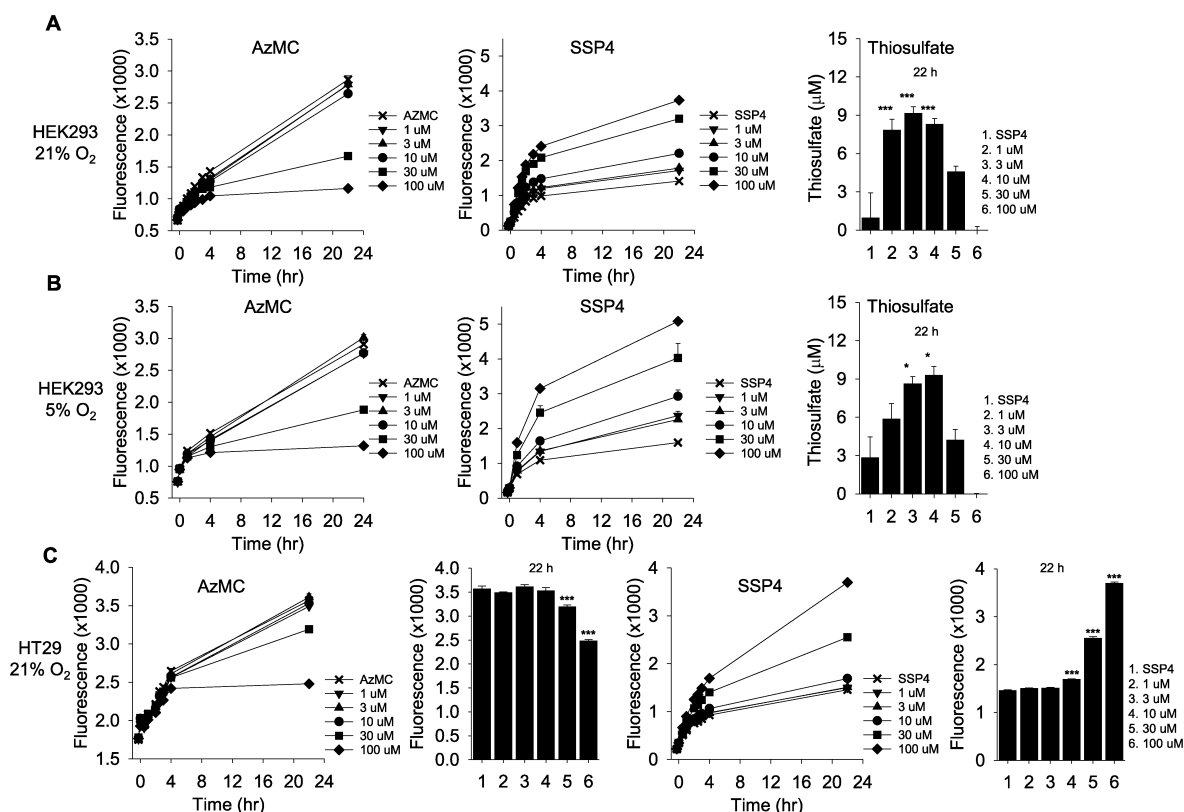 A
AzMC
SSP4
Thiosulfate
22 h
HEK293
21% O2
Fluorescence (x1000)
3.5
3.0
2.5
2.0
1.5
1.0
0.5
0 4 8 12 16 20 24
Time (hr)
AZMC
1 uM
3 uM
10 uM
30 uM
100 uM
Fluorescence (x1000)
5
4
3
2
1
0
0 4 8 12 16 20 24
Time (hr)
SSP4
1 uM
3 uM
10 uM
30 uM
100 uM
Thiosulfate (µM)
15
12
9
6
3
0
*** *** ***
1 2 3 4 5 6
1. SSP4
2. 1 uM
3. 3 uM
4. 10 uM
5. 30 uM
6. 100 uM
B
AzMC
SSP4
Thiosulfate
22 h
HEK293
5% O2
Fluorescence (x1000)
3.5
3.0
2.5
2.0
1.5
1.0
0.5
0 4 8 12 16 20 24
Time (hr)
AZMC
1 uM
3 uM
10 uM
30 uM
100 uM
Fluorescence (x1000)
5
4
3
2
1
0
0 4 8 12 16 20 24
Time (hr)
SSP4
1 uM
3 uM
10 uM
30 uM
100 uM
Thiosulfate (µM)
15
12
9
6
3
0
* *
1 2 3 4 5 6
1. SSP4
2. 1 uM
3. 3 uM
4. 10 uM
5. 30 uM
6. 100 uM
C
AzMC
22 h
SSP4
22 h
HT29
21% O2
Fluorescence (x1000)
4.0
3.5
3.0
2.5
2.0
1.5
0 4 8 12 16 20 24
Time (hr)
AzMC
1 uM
3 uM
10 uM
30 uM
100 uM
Fluorescence (x1000)
4.0
3.5
3.0
2.5
2.0
1.5
1.0
0.5
0.0
*** ***
1 2 3 4 5 6
Fluorescence (x1000)
4
3
2
1
0
0 4 8 12 16 20 24
Time (hr)
SSP4
1 uM
3 uM
10 uM
30 uM
100 uM
Fluorescence (x1000)
4
3
2
1
0
*** *** ***
1 2 3 4 5 6
1. SSP4
2. 1 uM
3. 3 uM
4. 10 uM
5. 30 uM
6. 100 uM